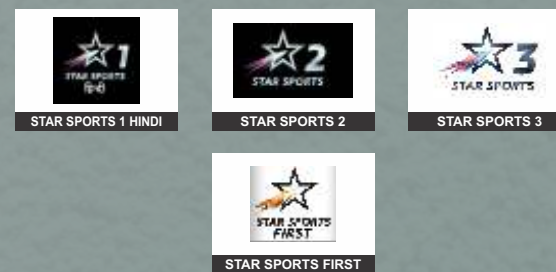 1
STAR SPORTS
हिन्दी
STAR SPORTS 1 HINDI
2
STAR SPORTS
STAR SPORTS 2
3
STAR SPORTS
STAR SPORTS 3
STAR SPORTS
FIRST
STAR SPORTS FIRST